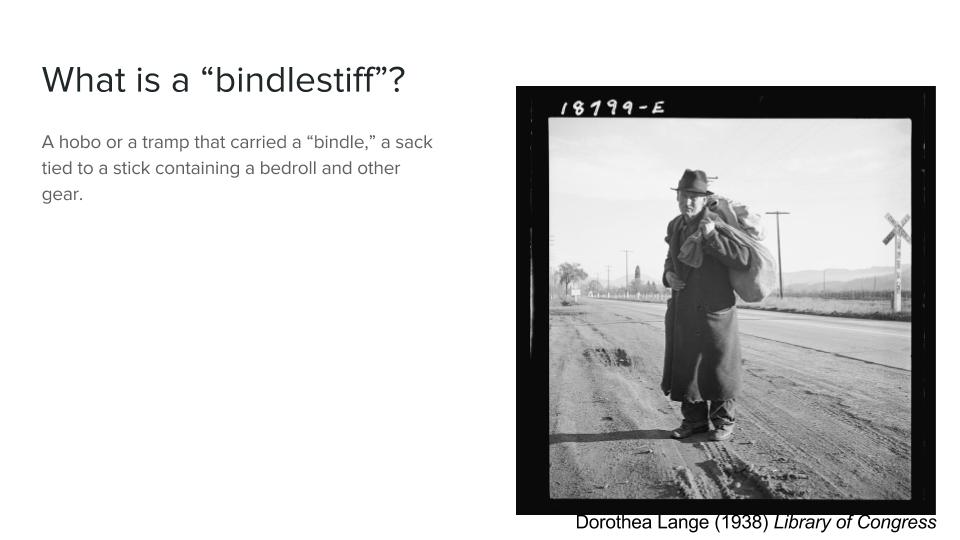 What is a “bindlestiff”?
A hobo or a tramp that carried a “bindle,” a sack
tied to a stick containing a bedroll and other
gear.
18799-E
Dorothea Lange (1938) Library of Congress